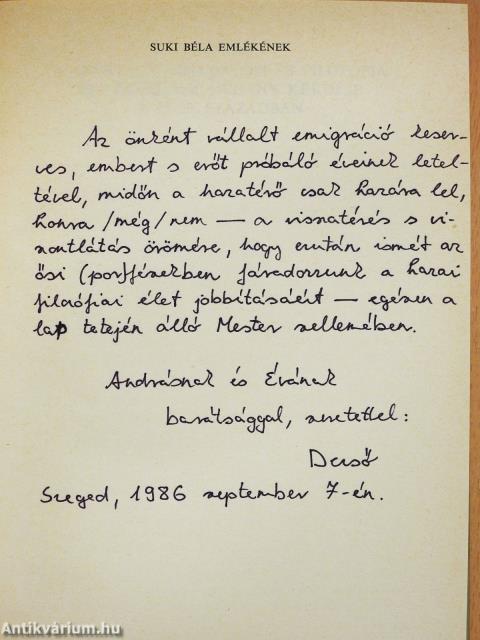 SUKI BÉLA EMLÉKÉNEK
Az önként vállalt emigráció keser-
ves, embert s erőt próbáló éveinek letel-
tével, midőn a hazatérő csak hazára lel,
honra /még/ nem — a visszatérés s vi-
szontlátás örömére, hogy ezután ismét az
ősi (por)fészekben fáradozzunk a hazai
filozófiai élet jobbításáért — egészen a
lap tetején álló Mester szellemében.
Andrásnak és Évának
barátsággal, szeretettel:
Dezső
Szeged, 1986 szeptember 7-én.
Antikvárium.hu